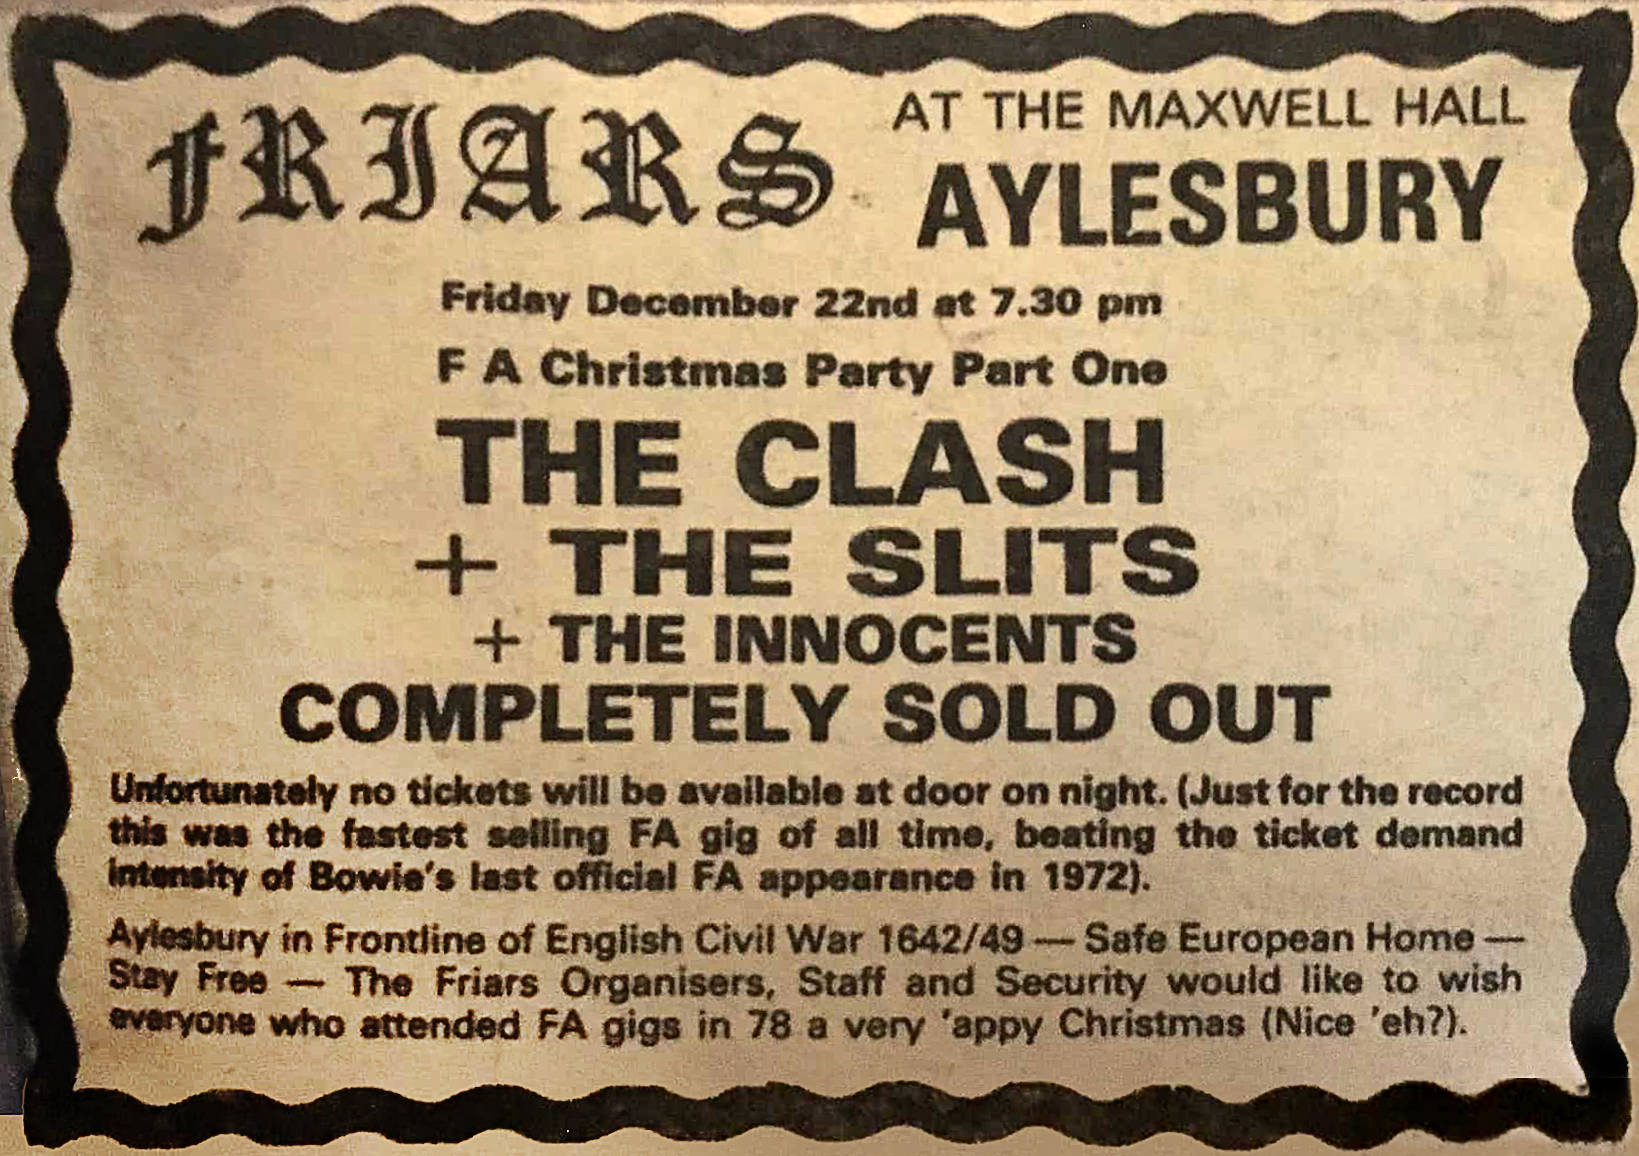 FRIARS
AT THE MAXWELL HALL
AYLESBURY
Friday December 22nd at 7.30 pm
F A Christmas Party Part One
THE CLASH
+ THE SLITS
+ THE INNOCENTS
COMPLETELY SOLD OUT
Unfortunately no tickets will be available at door on night. (Just for the record
this was the fastest selling FA gig of all time, beating the ticket demand
intensity of Bowie's last official FA appearance in 1972).
Aylesbury in Frontline of English Civil War 1642/49 — Safe European Home —
Stay Free — The Friars Organisers, Staff and Security would like to wish
everyone who attended FA gigs in 78 a very 'appy Christmas (Nice 'eh?).